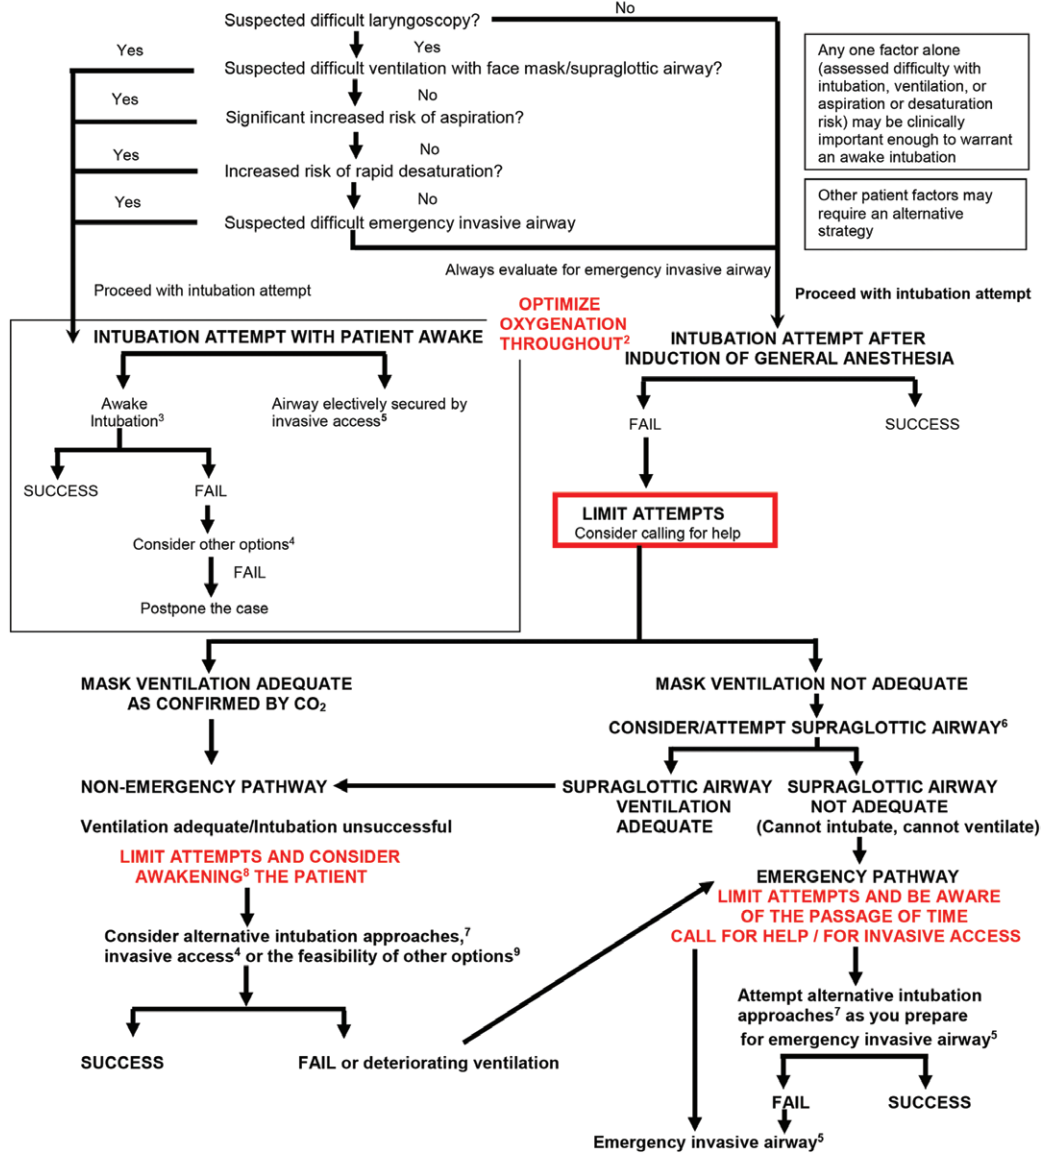 Suspected difficult laryngoscopy?
No
Yes
Yes
Suspected difficult ventilation with face mask/supraglottic airway?
Yes
No
Significant increased risk of aspiration?
Yes
No
Increased risk of rapid desaturation?
Yes
No
Suspected difficult emergency invasive airway
Any one factor alone
(assessed difficulty with
intubation, ventilation, or
aspiration or desaturation
risk) may be clinically
important enough to warrant
an awake intubation
Other patient factors may
require an alternative
strategy
Always evaluate for emergency invasive airway
Proceed with intubation attempt
Proceed with intubation attempt
OPTIMIZE
OXYGENATION
THROUGHOUT²
INTUBATION ATTEMPT WITH PATIENT AWAKE
Awake
Intubation³
Airway electively secured by
invasive access⁵
SUCCESS
FAIL
Consider other options⁴
FAIL
Postpone the case
INTUBATION ATTEMPT AFTER
INDUCTION OF GENERAL ANESTHESIA
FAIL
SUCCESS
LIMIT ATTEMPTS
Consider calling for help
MASK VENTILATION ADEQUATE
AS CONFIRMED BY CO₂
MASK VENTILATION NOT ADEQUATE
CONSIDER/ATTEMPT SUPRAGLOTTIC AIRWAY⁶
NON-EMERGENCY PATHWAY
SUPRAGLOTTIC AIRWAY
VENTILATION
ADEQUATE
SUPRAGLOTTIC AIRWAY
NOT ADEQUATE
(Cannot intubate, cannot ventilate)
Ventilation adequate/Intubation unsuccessful
LIMIT ATTEMPTS AND CONSIDER
AWAKENING⁸ THE PATIENT
Consider alternative intubation approaches,⁷
invasive access⁴ or the feasibility of other options⁹
SUCCESS
FAIL or deteriorating ventilation
EMERGENCY PATHWAY
LIMIT ATTEMPTS AND BE AWARE
OF THE PASSAGE OF TIME
CALL FOR HELP / FOR INVASIVE ACCESS
Attempt alternative intubation
approaches⁷ as you prepare
for emergency invasive airway⁵
FAIL
SUCCESS
Emergency invasive airway⁵